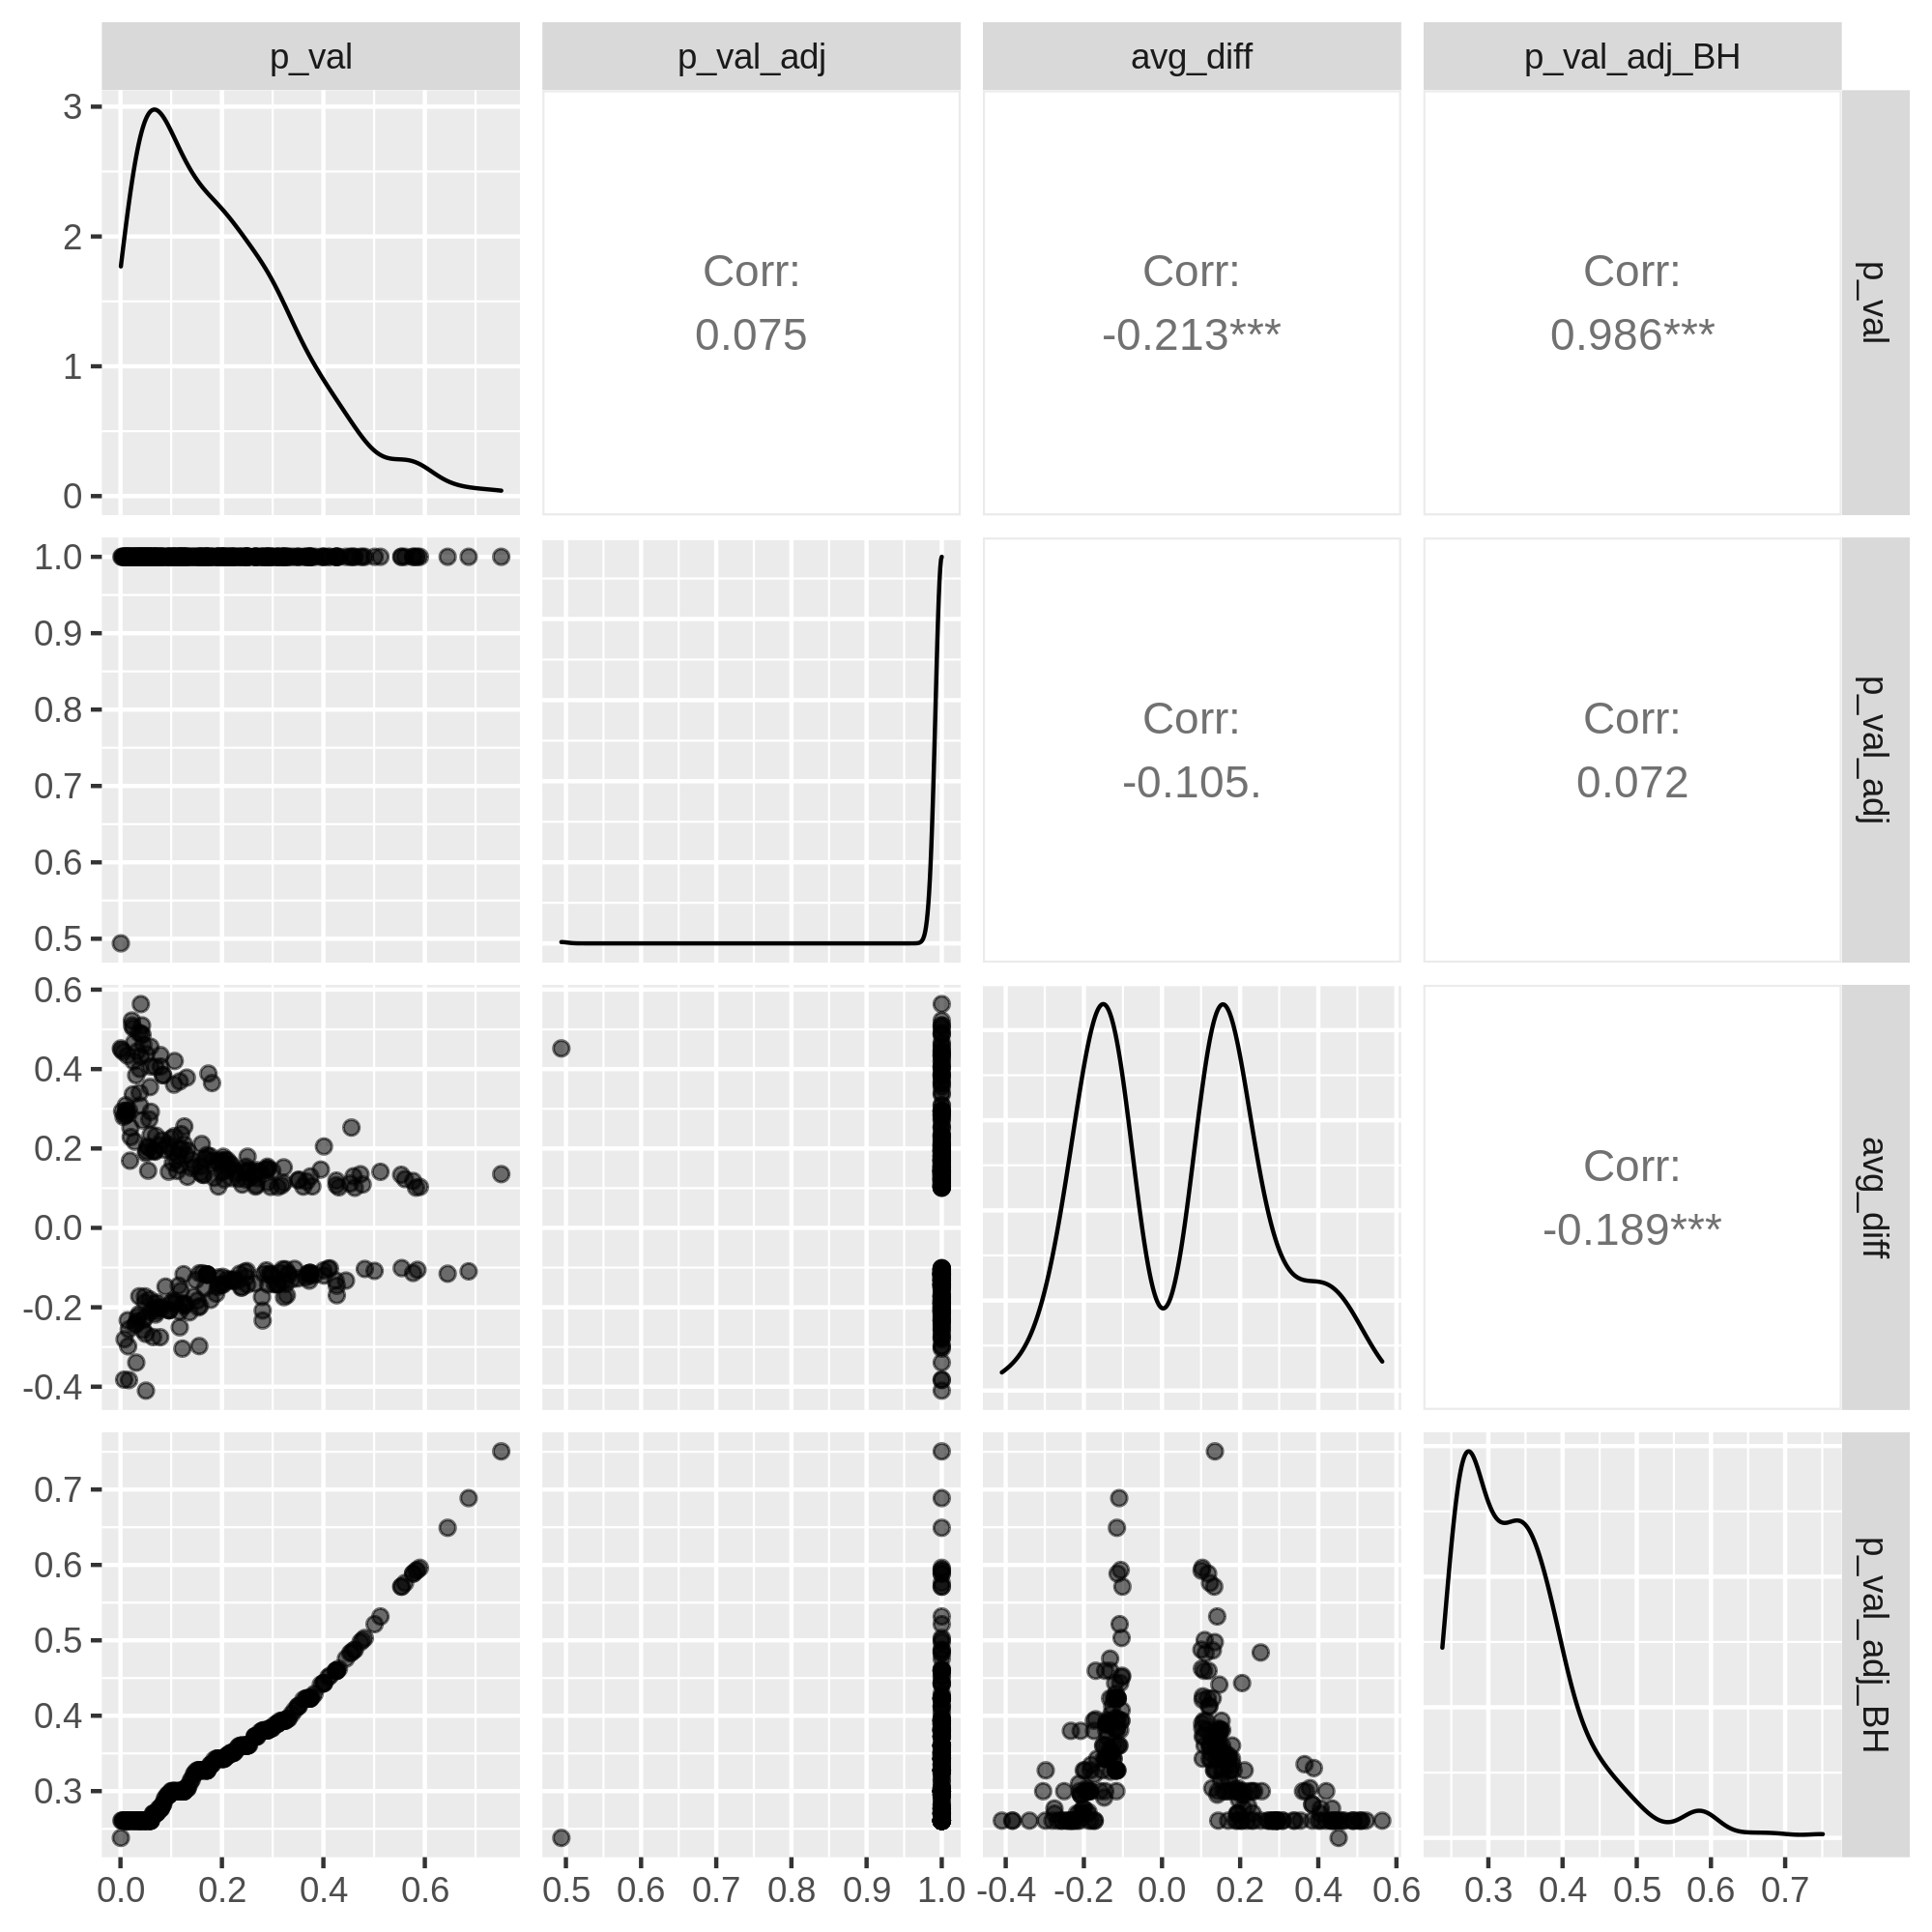 p_val p_val_adj avg_diff p_val_adj_BH
3
2
1
0
Corr:
0.075
Corr:
-0.213***
Corr:
0.986***
p_val
1.0
0.9
0.8
0.7
0.6
0.5
Corr:
-0.105.
Corr:
0.072
p_val_adj
0.6
0.4
0.2
0.0
-0.2
-0.4
Corr:
-0.189***
avg_diff
0.7
0.6
0.5
0.4
0.3
p_val_adj_BH
0.0 0.2 0.4 0.6
0.5 0.6 0.7 0.8 0.9 1.0
-0.4 -0.2 0.0 0.2 0.4 0.6
0.3 0.4 0.5 0.6 0.7